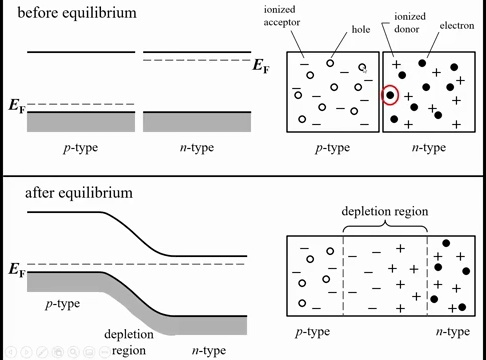 before equilibrium
E_F
E_F
p-type
n-type
ionized
acceptor
hole
ionized
donor
electron
p-type
n-type
after equilibrium
E_F
p-type
depletion
region
n-type
depletion region
p-type
n-type